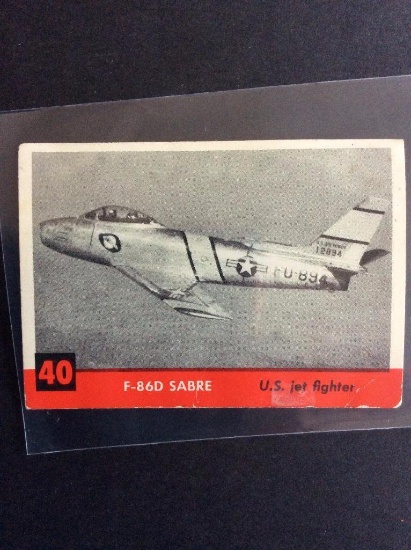 U.S. AIR FORCE
12894
FU-894
40
F-86D SABRE U.S. jet fighter